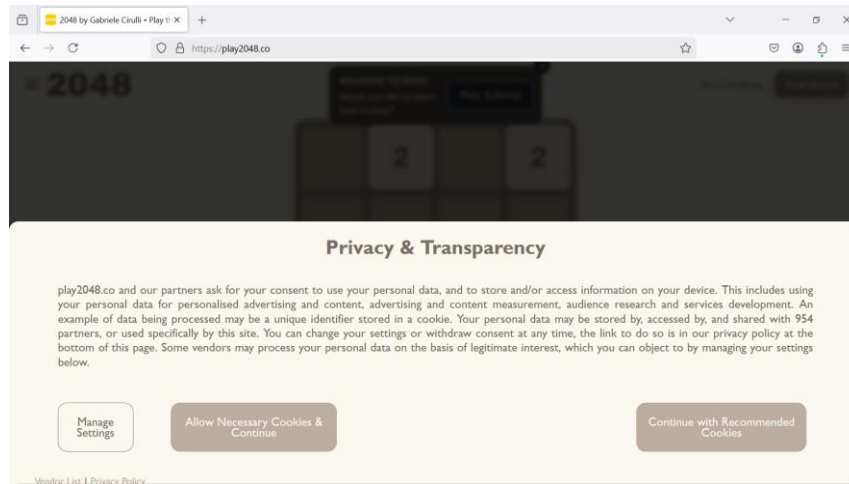 2048 by Gabriele Cirulli • Play th
https://play2048.co
2048
2 2
Privacy & Transparency
play2048.co and our partners ask for your consent to use your personal data, and to store and/or access information on your device. This includes using
your personal data for personalised advertising and content, advertising and content measurement, audience research and services development. An
example of data being processed may be a unique identifier stored in a cookie. Your personal data may be stored by, accessed by, and shared with 954
partners, or used specifically by this site. You can change your settings or withdraw consent at any time, the link to do so is in our privacy policy at the
bottom of this page. Some vendors may process your personal data on the basis of legitimate interest, which you can object to by managing your settings
below.
Manage
Settings
Allow Necessary Cookies &
Continue
Continue with Recommended
Cookies
Vendor List | Privacy Policy